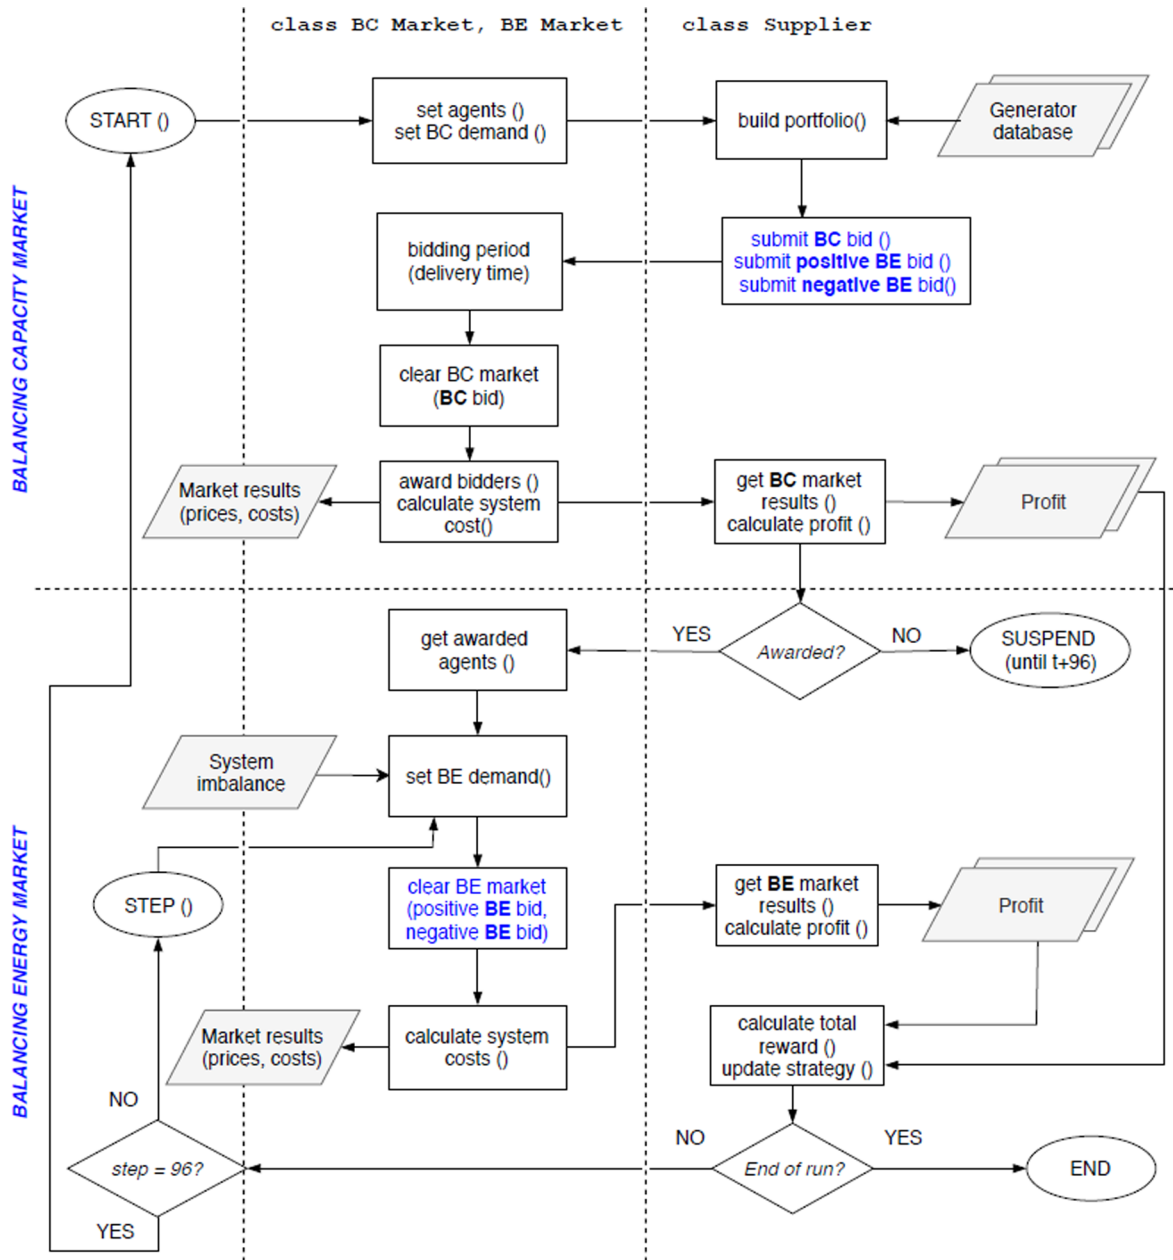 class BC Market, BE Market
class Supplier
BALANCING CAPACITY MARKET
START ()
set agents ()
set BC demand ()
build portfolio()
Generator
database
submit BC bid ()
submit positive BE bid ()
submit negative BE bid()
bidding period
(delivery time)
clear BC market
(BC bid)
award bidders ()
calculate system
cost()
Market results
(prices, costs)
get BC market
results ()
calculate profit ()
Profit
BALANCING ENERGY MARKET
Awarded?
YES
NO
SUSPEND
(until t+96)
get awarded
agents ()
System
imbalance
set BE demand()
STEP ()
clear BE market
(positive BE bid,
negative BE bid)
get BE market
results ()
calculate profit ()
Profit
Market results
(prices, costs)
calculate system
costs ()
calculate total
reward ()
update strategy ()
NO
step = 96?
YES
NO
End of run?
YES
END